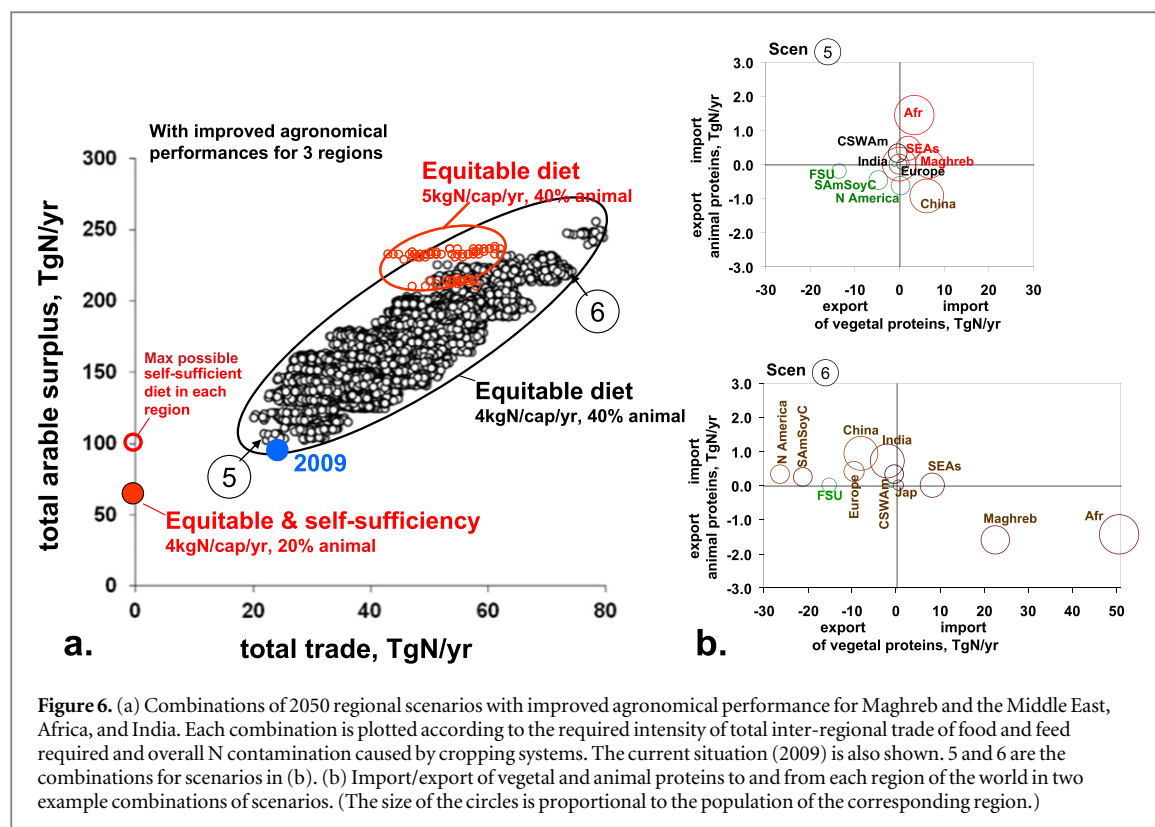 With improved agronomical
performances for 3 regions
Equitable diet
5kgN/cap/yr, 40% animal
300
250
200
150
100
50
0
total arable surplus, TgN/yr
6
Max possible
self-sufficient
diet in each
region
Equitable diet
4kgN/cap/yr, 40% animal
5
2009
Equitable & self-sufficiency
4kgN/cap/yr, 20% animal
0 20 40 60 80
a. total trade, TgN/yr
Scen 5
3.0
2.0
1.0
0.0
-1.0
-2.0
-3.0
import
export
animal proteins, TgN/yr
Afr
CSWAm
SEAs
India
Maghreb
Europe
FSU
SAmSoyC
N America
China
-30 -20 -10 0 10 20 30
export import
of vegetal proteins, TgN/yr
Scen 6
3.0
2.0
1.0
0.0
-1.0
-2.0
-3.0
import
export
animal proteins, TgN/yr
N America
SAmSoyC
China
India
SEAs
FSU
Europe
CSWAm
Jap
Maghreb
Afr
-30 -20 -10 0 10 20 30 40 50
export import
b. of vegetal proteins, TgN/yr
Figure 6. (a) Combinations of 2050 regional scenarios with improved agronomical performance for Maghreb and the Middle East,
Africa, and India. Each combination is plotted according to the required intensity of total inter-regional trade of food and feed
required and overall N contamination caused by cropping systems. The current situation (2009) is also shown. 5 and 6 are the
combinations for scenarios in (b). (b) Import/export of vegetal and animal proteins to and from each region of the world in two
example combinations of scenarios. (The size of the circles is proportional to the population of the corresponding region.)